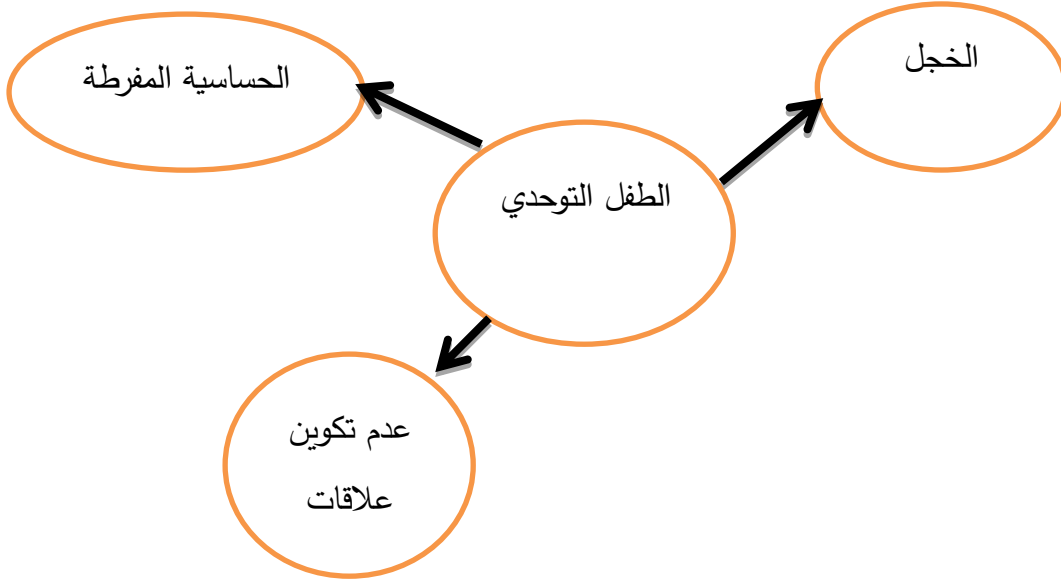 الخجل
الحساسية المفرطة
الطفل التوحدي
عدم تكوين
علاقات